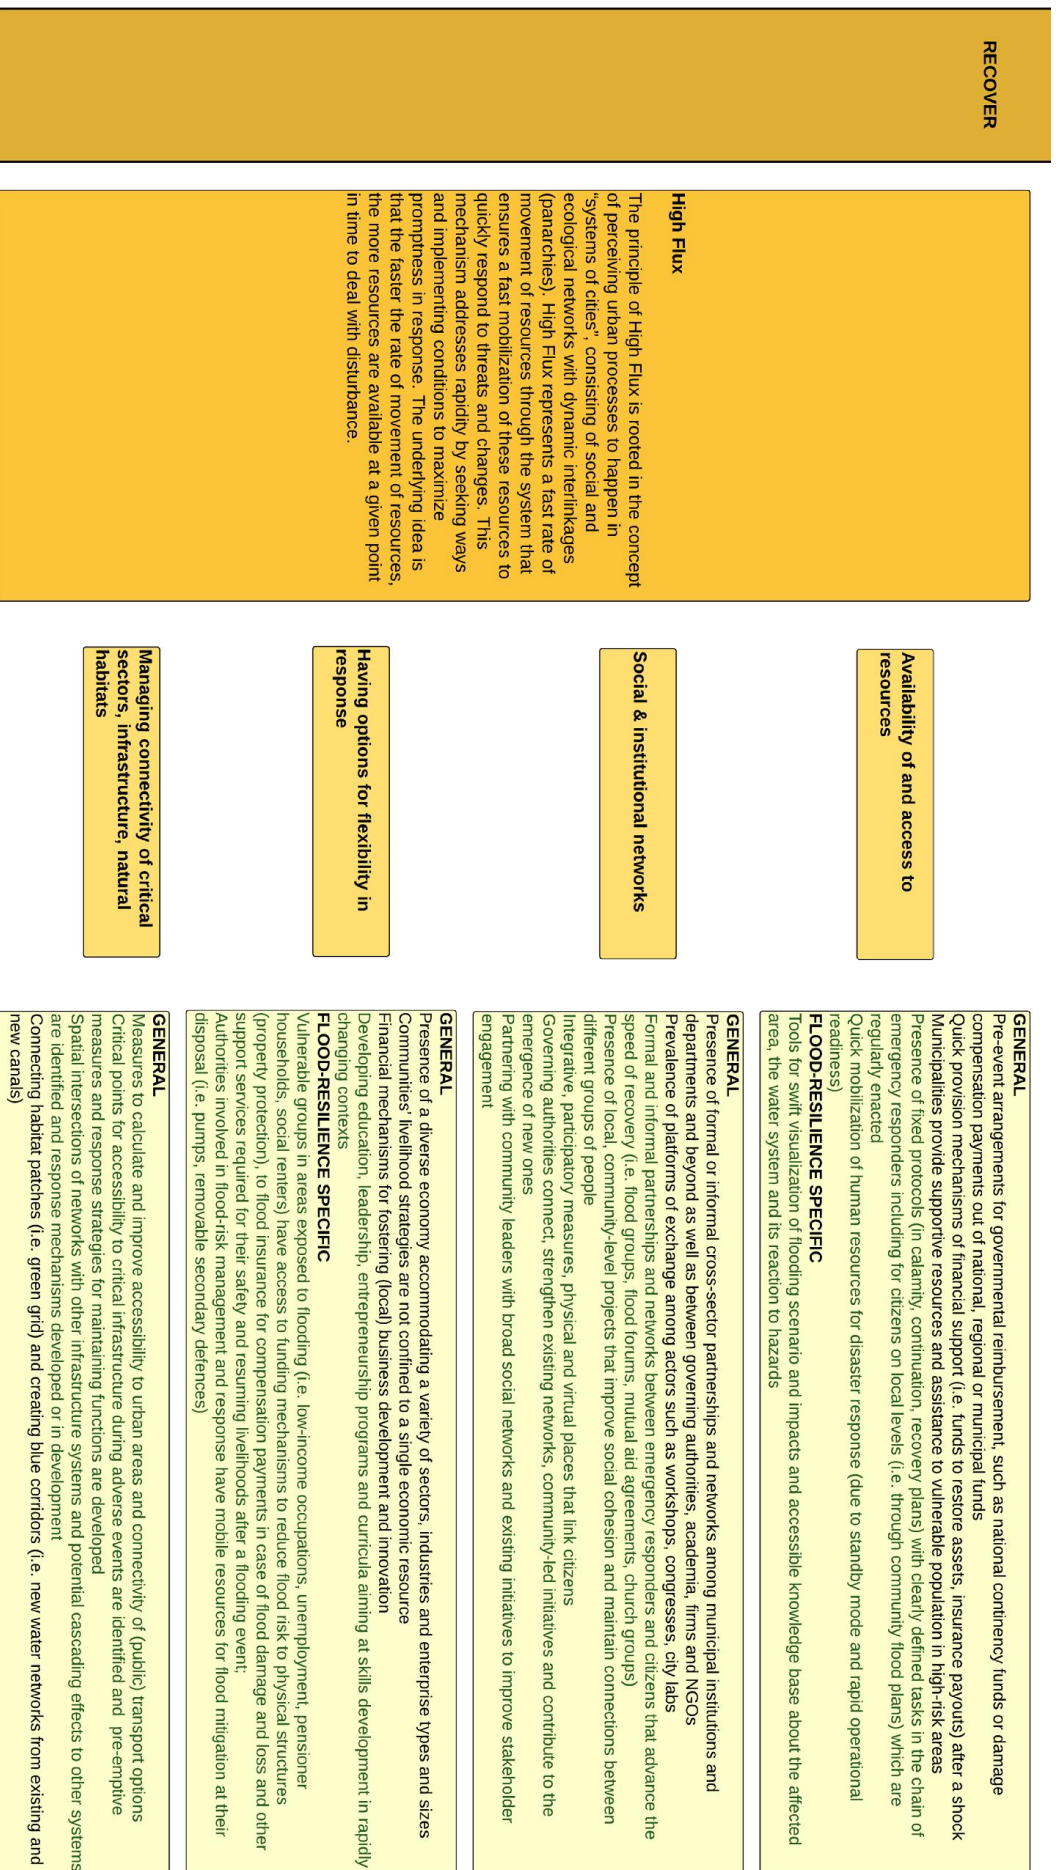 RECOVER
High Flux
The principle of High Flux is rooted in the concept
of perceiving urban processes to happen in
“systems of cities”, consisting of social and
ecological networks with dynamic interlinkages
(panarchies). High Flux represents a fast rate of
movement of resources through the system that
ensures a fast mobilization of these resources to
quickly respond to threats and changes. This
mechanism addresses rapidity by seeking ways
and implementing conditions to maximize
promptness in response. The underlying idea is
that the faster the rate of movement of resources,
the more resources are available at a given point
in time to deal with disturbance.
Availability of and access to
resources
GENERAL
Pre-event arrangements for governmental reimbursement, such as national continency funds or damage
compensation payments out of national, regional or municipal funds
Quick provision mechanisms of financial support (i.e. funds to restore assets, insurance payouts) after a shock
Municipalities provide supportive resources and assistance to vulnerable population in high-risk areas
Presence of fixed protocols (in calamity, continuation, recovery plans) with clearly defined tasks in the chain of
emergency responders including for citizens on local levels (i.e. through community flood plans) which are
regularly enacted
Quick mobilization of human resources for disaster response (due to standby mode and rapid operational
readiness)
FLOOD-RESILIENCE SPECIFIC
Tools for swift visualization of flooding scenario and impacts and accessible knowledge base about the affected
area, the water system and its reaction to hazards
Social & institutional networks
GENERAL
Presence of formal or informal cross-sector partnerships and networks among municipal institutions and
departments and beyond as well as between governing authorities, academia, firms and NGOs
Prevalence of platforms of exchange among actors such as workshops, congresses, city labs
Formal and informal partnerships and networks between emergency responders and citizens that advance the
speed of recovery (i.e. flood groups, flood forums, mutual aid agreements, church groups)
Presence of local, community-level projects that improve social cohesion and maintain connections between
different groups of people
Integrative, participatory measures, physical and virtual places that link citizens
Governing authorities connect, strengthen existing networks, community-led initiatives and contribute to the
emergence of new ones
Partnering with community leaders with broad social networks and existing initiatives to improve stakeholder
engagement
Having options for flexibility in
response
GENERAL
Presence of a diverse economy accommodating a variety of sectors, industries and enterprise types and sizes
Communities' livelihood strategies are not confined to a single economic resource
Financial mechanisms for fostering (local) business development and innovation
Developing education, leadership, entrepreneurship programs and curricula aiming at skills development in rapidly
changing contexts
FLOOD-RESILIENCE SPECIFIC
Vulnerable groups in areas exposed to flooding (i.e. low-income occupations, unemployment, pensioner
households, social renters) have access to funding mechanisms to reduce flood risk to physical structures
(property protection), to flood insurance for compensation payments in case of flood damage and loss and other
support services required for their safety and resuming livelihoods after a flooding event;
Authorities involved in flood-risk management and response have mobile resources for flood mitigation at their
disposal (i.e. pumps, removable secondary defences)
Managing connectivity of critical
sectors, infrastructure, natural
habitats
GENERAL
Measures to calculate and improve accessibility to urban areas and connectivity of (public) transport options
Critical points for accessibility to critical infrastructure during adverse events are identified and pre-emptive
measures and response strategies for maintaining functions are developed
Spatial intersections of networks with other infrastructure systems and potential cascading effects to other systems
are identified and response mechanisms developed or in development
Connecting habitat patches (i.e. green grid) and creating blue corridors (i.e. new water networks from existing and
new canals)